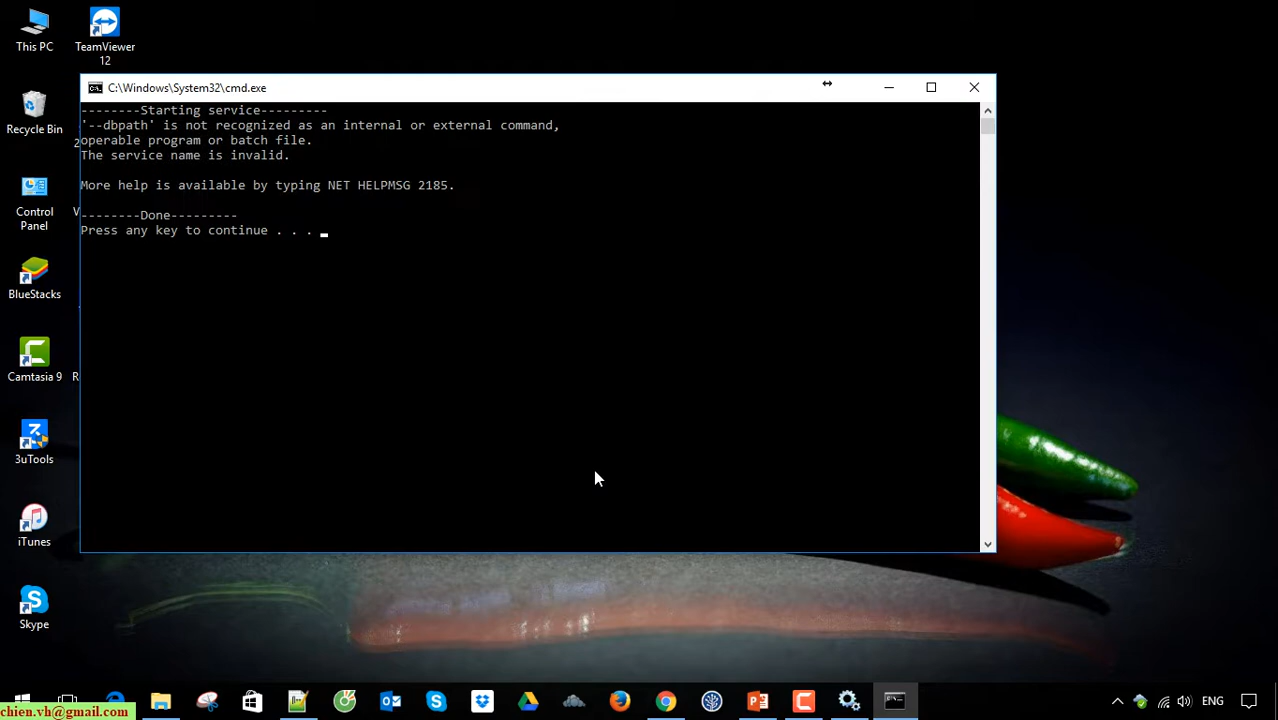 This PC
TeamViewer
12
Recycle Bin
Control
Panel
BlueStacks
Camtasia 9
3uTools
iTunes
Skype
C:\Windows\System32\cmd.exe
--------Starting service---------
'--dbpath' is not recognized as an internal or external command,
operable program or batch file.
The service name is invalid.
More help is available by typing NET HELPMSG 2185.
--------Done---------
Press any key to continue . . .
ENG
chien.vh@gmail.com